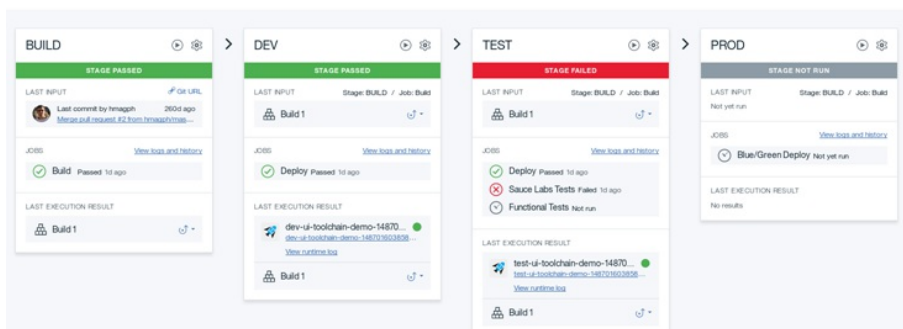 BUILD
STAGE PASSED
LAST INPUT Git URL
Last commit by hmagph 260d ago
Merge pull request #2 from hmagph/mas...
JOBS View logs and history
Build Passed 1d ago
LAST EXECUTION RESULT
Build 1
DEV
STAGE PASSED
LAST INPUT Stage: BUILD / Job: Build
Build 1
JOBS View logs and history
Deploy Passed 1d ago
LAST EXECUTION RESULT
dev-ui-toolchain-demo-14870...
dev-ui-toolchain-demo-148701603858...
View runtime log
Build 1
TEST
STAGE FAILED
LAST INPUT Stage: BUILD / Job: Build
Build 1
JOBS View logs and history
Deploy Passed 1d ago
Sauce Labs Tests Failed 1d ago
Functional Tests Not run
LAST EXECUTION RESULT
test-ui-toolchain-demo-14870...
test-ui-toolchain-demo-148701603858...
View runtime log
Build 1
PROD
STAGE NOT RUN
LAST INPUT Stage: BUILD / Job: Build
Not yet run
JOBS View logs and history
Blue/Green Deploy Not yet run
LAST EXECUTION RESULT
No results